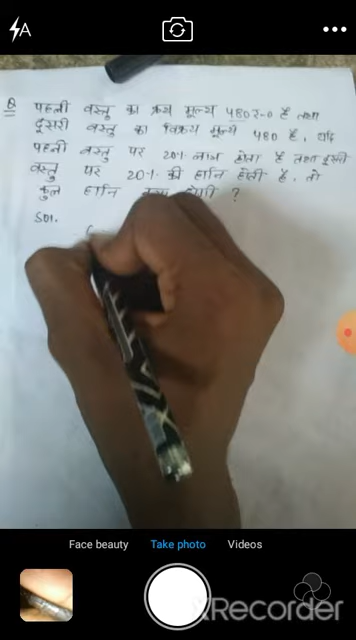 A
Q पहली वस्तु का क्रय मूल्य 480 रू0 है तथा
दूसरी वस्तु का विक्रय मूल्य 480 है, यदि
पहली वस्तु पर 20% लाभ होता है तथा दूसरी
वस्तु पर 20% की हानि होती है, तो
कुल हानि क्या होगी ?
Sol.
Face beauty Take photo Videos
Recorder